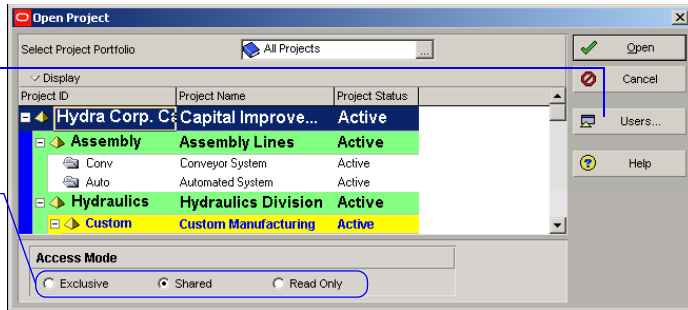 Open Project
Select Project Portfolio All Projects ... Open
Display Cancel
Project ID Project Name Project Status
Hydra Corp. Ca Capital Improve... Active Users...
Assembly Assembly Lines Active
Conv Conveyor System Active Help
Auto Automated System Active
Hydraulics Hydraulics Division Active
Custom Custom Manufacturing Active
Access Mode
Exclusive Shared Read Only